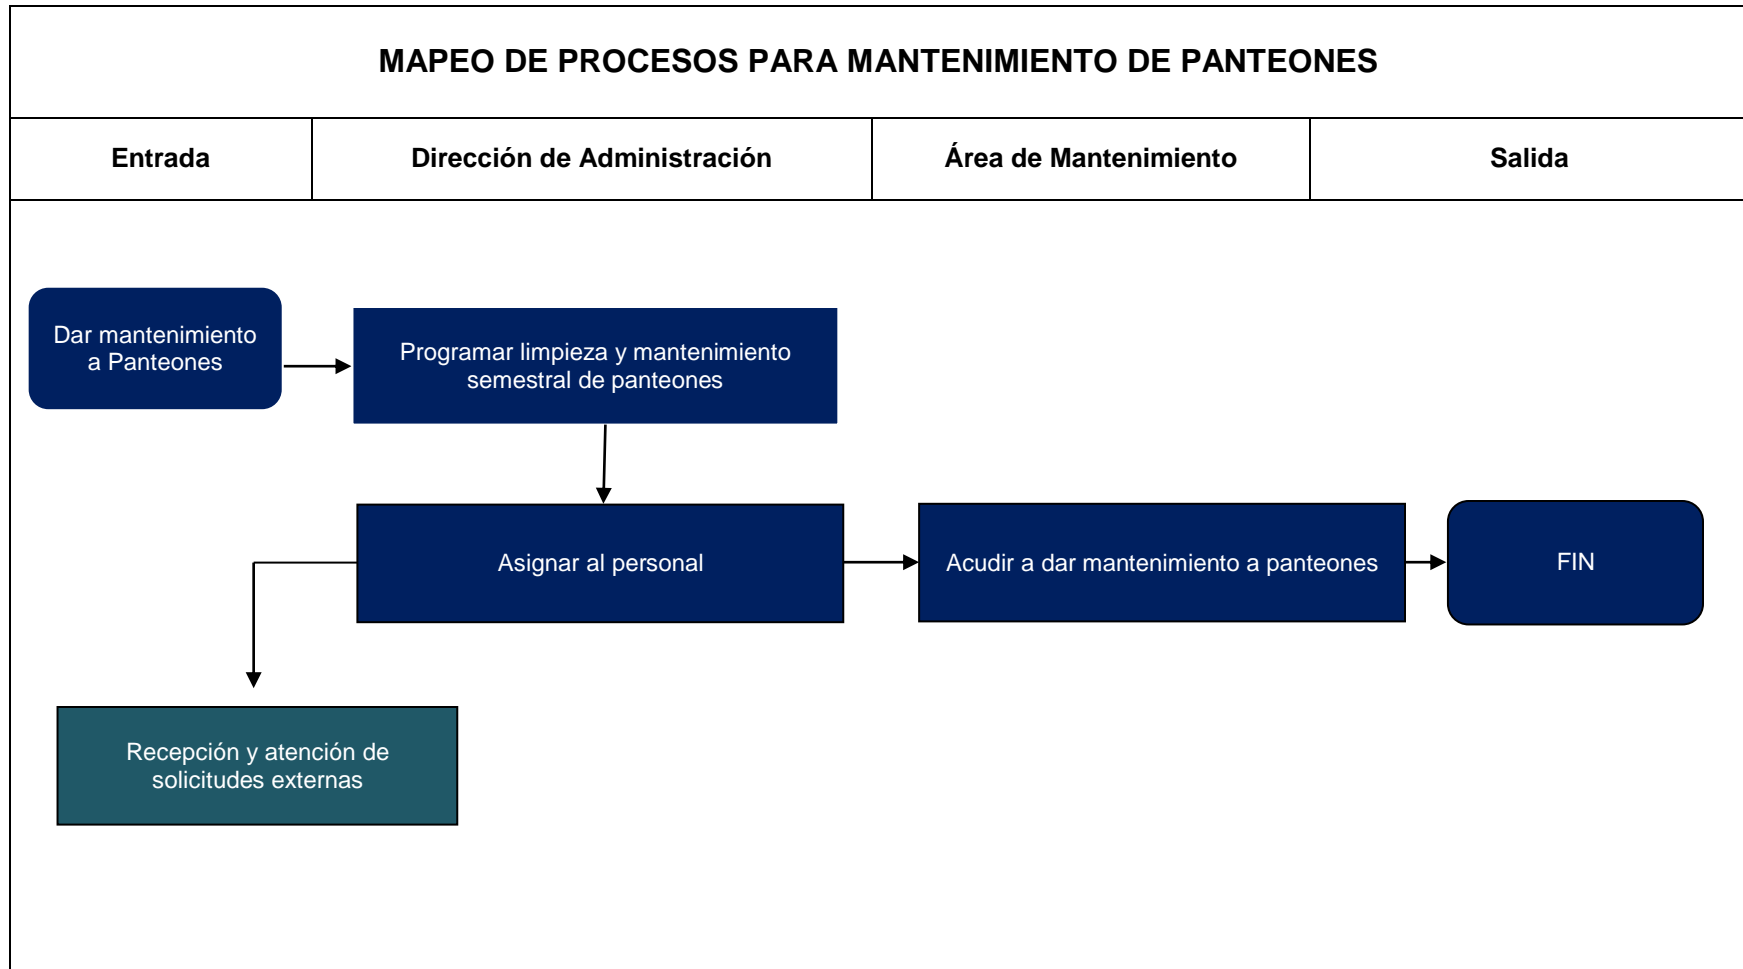 MAPEO DE PROCESOS PARA MANTENIMIENTO DE PANTEONES
Entrada
Dirección de Administración
Área de Mantenimiento
Salida
Dar mantenimiento
a Panteones
Programar limpieza y mantenimiento
semestral de panteones
Asignar al personal
Acudir a dar mantenimiento a panteones
FIN
Recepción y atención de
solicitudes externas